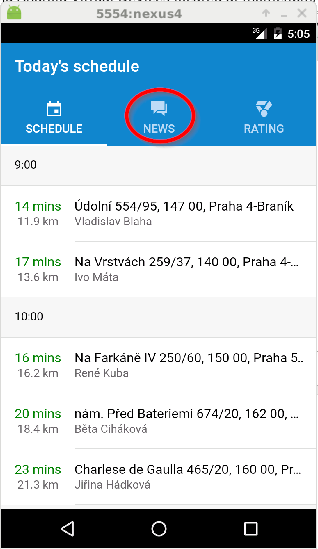 5554:nexus4
3G 5:05
Today's schedule
SCHEDULE NEWS RATING
9:00
14 mins Údolní 554/95, 147 00, Praha 4-Braník
11.9 km Vladislav Blaha
17 mins Na Vrstvách 259/37, 140 00, Praha 4-...
13.6 km Ivo Máta
10:00
16 mins Na Farkáně IV 250/60, 150 00, Praha 5...
16.2 km René Kuba
20 mins nám. Před Bateriemi 674/20, 162 00, ...
18.4 km Běta Ciháková
23 mins Charlese de Gaulla 465/20, 160 00, Pr...
21.3 km Jiřina Hádková